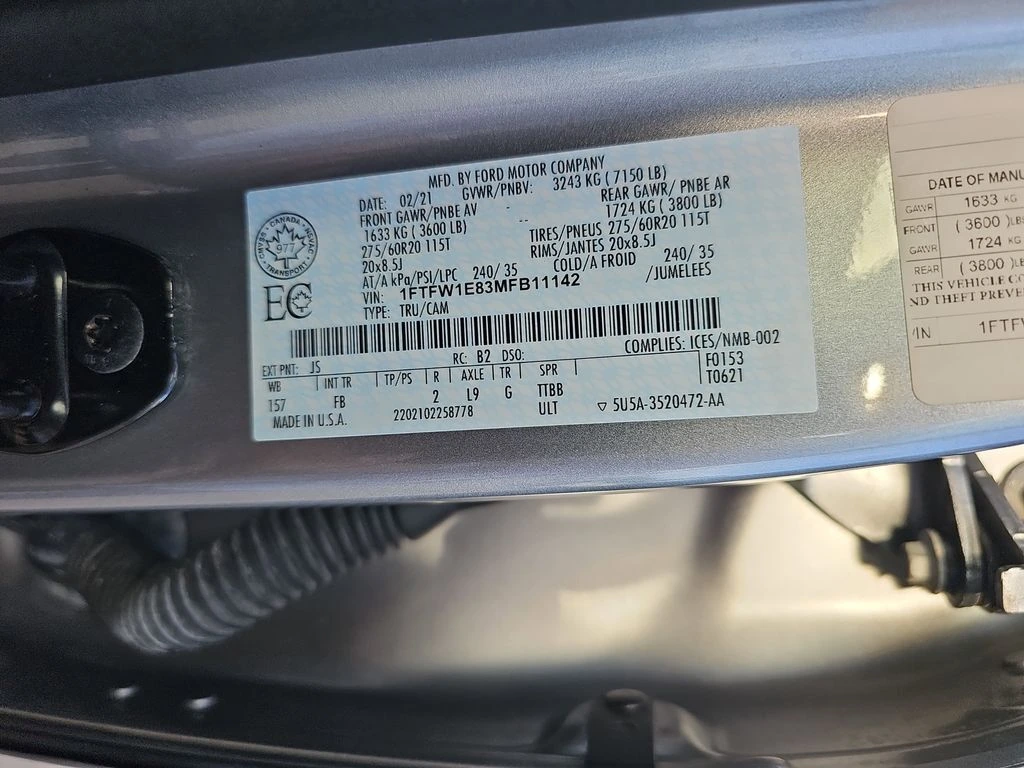 MFD. BY FORD MOTOR COMPANY
DATE: 02/21 GVWR/PNBV: 3243 KG ( 7150 LB)
FRONT GAWR/PNBE AV REAR GAWR/ PNBE AR
1633 KG ( 3600 LB) -- 1724 KG ( 3800 LB)
275/60R20 115T TIRES/PNEUS 275/60R20 115T
20x8.5J RIMS/JANTES 20x8.5J
AT/A kPa/PSI/LPC 240/ 35 COLD/A FROID 240/ 35
VIN: 1FTFW1E83MFB11142 /JUMELEES
TYPE: TRU/CAM
CANADA
977
TRANSPORT
EC
COMPLIES: ICES/NMB-002
EXT PNT: JS RC: B2 DSO: F0153
WB INT TR TP/PS R AXLE TR SPR T0621
157 FB 2 L9 G TTBB
MADE IN U.S.A. 2202102258778 ULT ▽ 5U5A-3520472-AA
DATE OF MANU
GAWR 1633 KG
FRONT ( 3600 )LB
GAWR 1724 KG
REAR ( 3800 )LB
THIS VEHICLE CO
ND THEFT PREVE
/IN 1FTFV